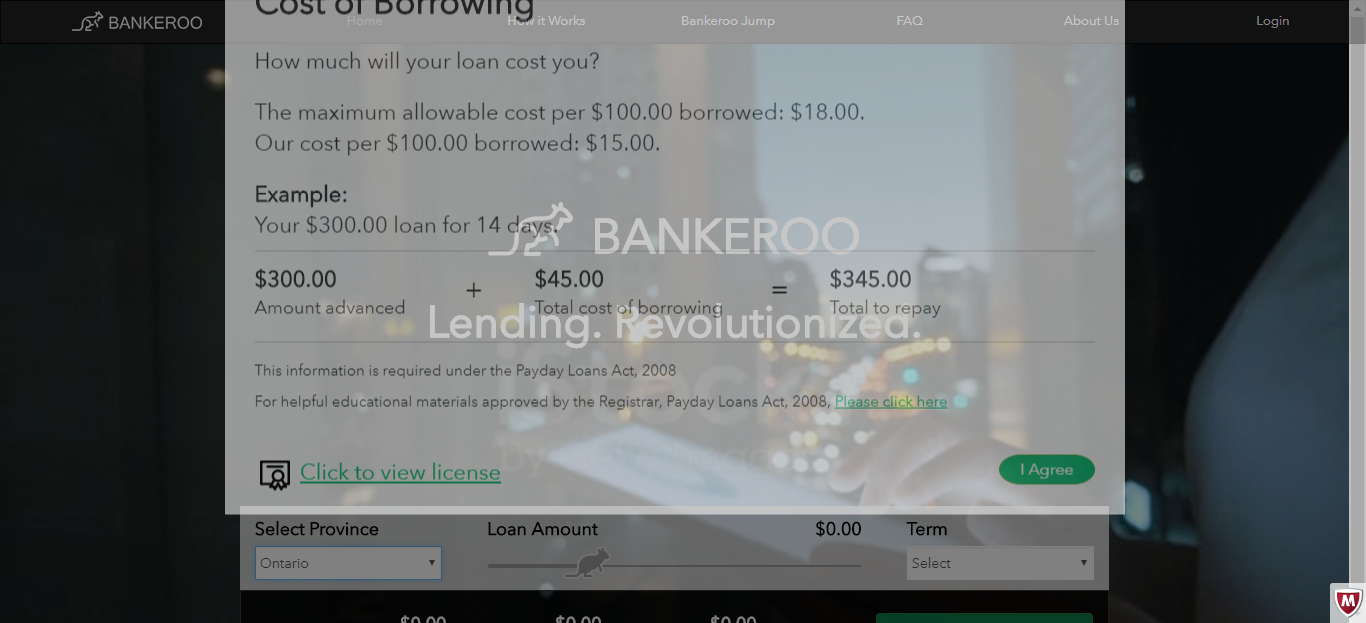 Cost of Borrowing
BANKEROO
Home
How it Works
Bankeroo Jump
FAQ
About Us
Login
How much will your loan cost you?
The maximum allowable cost per $100.00 borrowed: $18.00.
Our cost per $100.00 borrowed: $15.00.
Example:
Your $300.00 loan for 14 days.
BANKEROO
$300.00
Amount advanced
+
$45.00
Total cost of borrowing
=
$345.00
Total to repay
Lending. Revolutionized.
iStock
This information is required under the Payday Loans Act, 2008
For helpful educational materials approved by the Registrar, Payday Loans Act, 2008, Please click here
Click to view license
I Agree
Select Province
Loan Amount
$0.00
Term
Ontario
Select
$0.00
$0.00
$0.00